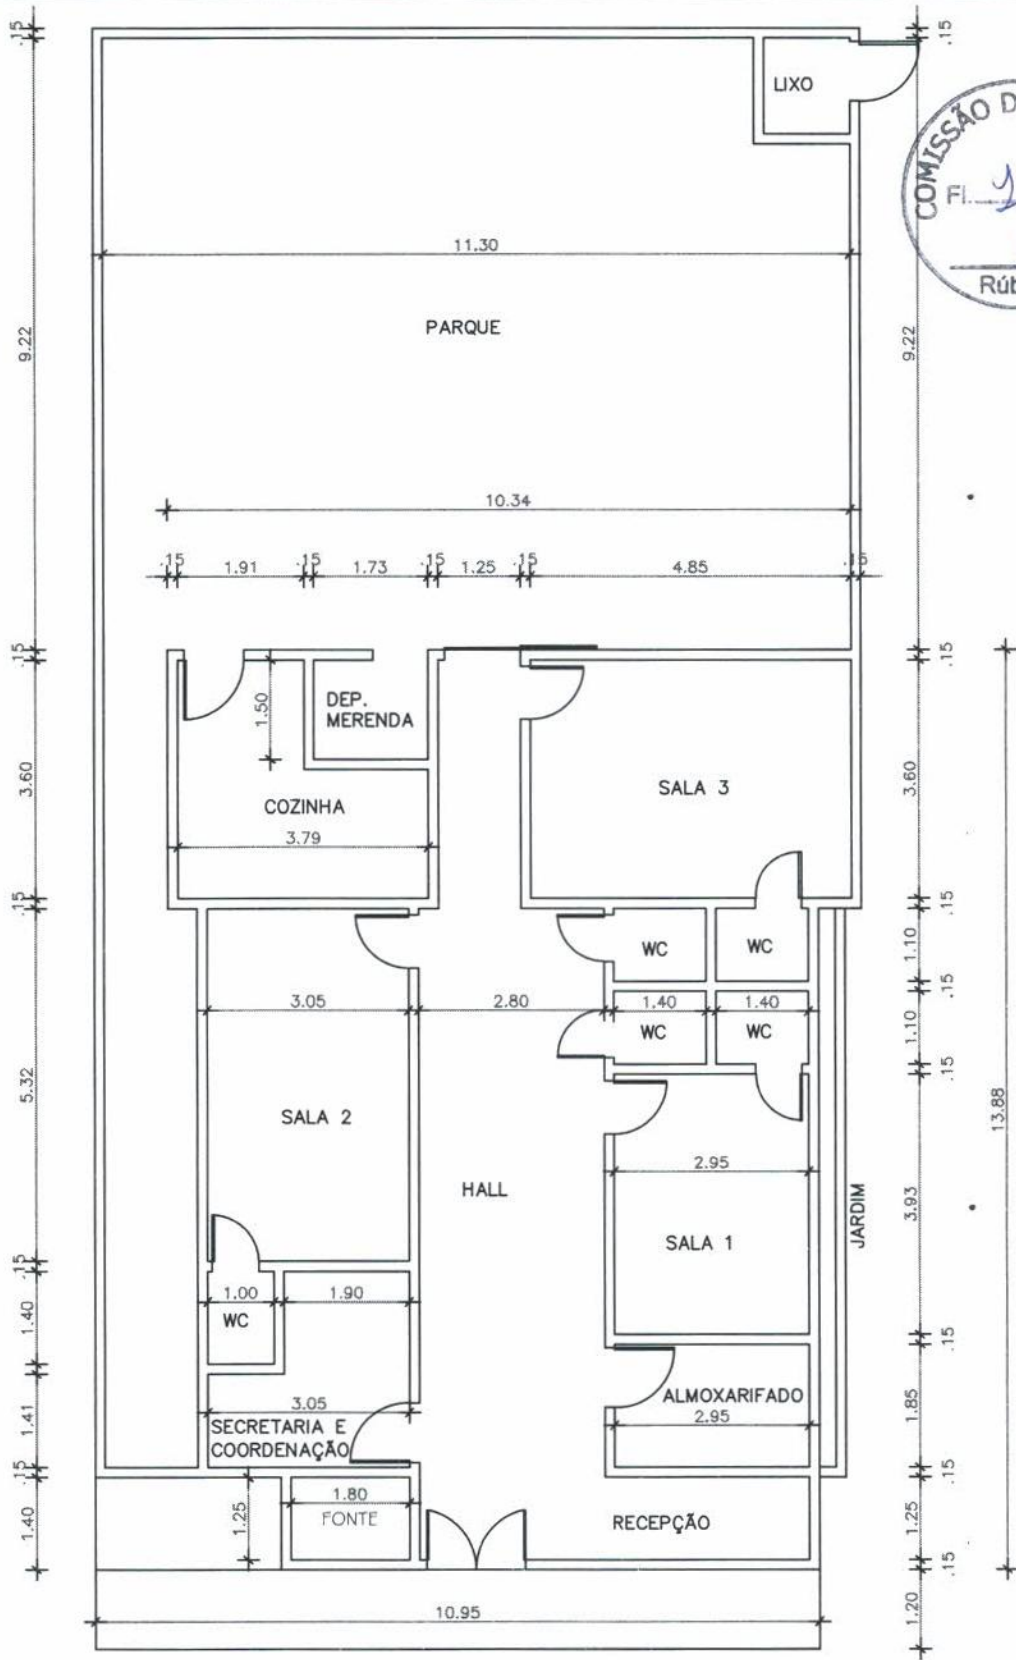 .15
.15
LIXO
COMISSÃO D
Fl.
Rúb
11.30
PARQUE
9.22
9.22
10.34
.15
1.91
.15
1.73
.15
1.25
.15
4.85
.15
.15
.15
DEP.
MERENDA
1.50
SALA 3
3.60
3.60
COZINHA
3.79
.15
.15
WC
WC
1.10
3.05
2.80
1.40
1.40
.15
WC
WC
1.10
.15
5.32
SALA 2
13.88
2.95
HALL
3.93
JARDIM
SALA 1
.15
1.00
1.90
1.40
WC
.15
ALMOXARIFADO
3.05
2.95
1.85
1.41
SECRETARIA E
COORDENAÇÃO
.15
.15
1.80
FONTE
1.25
1.40
RECEPÇÃO
1.25
.15
10.95
1.20